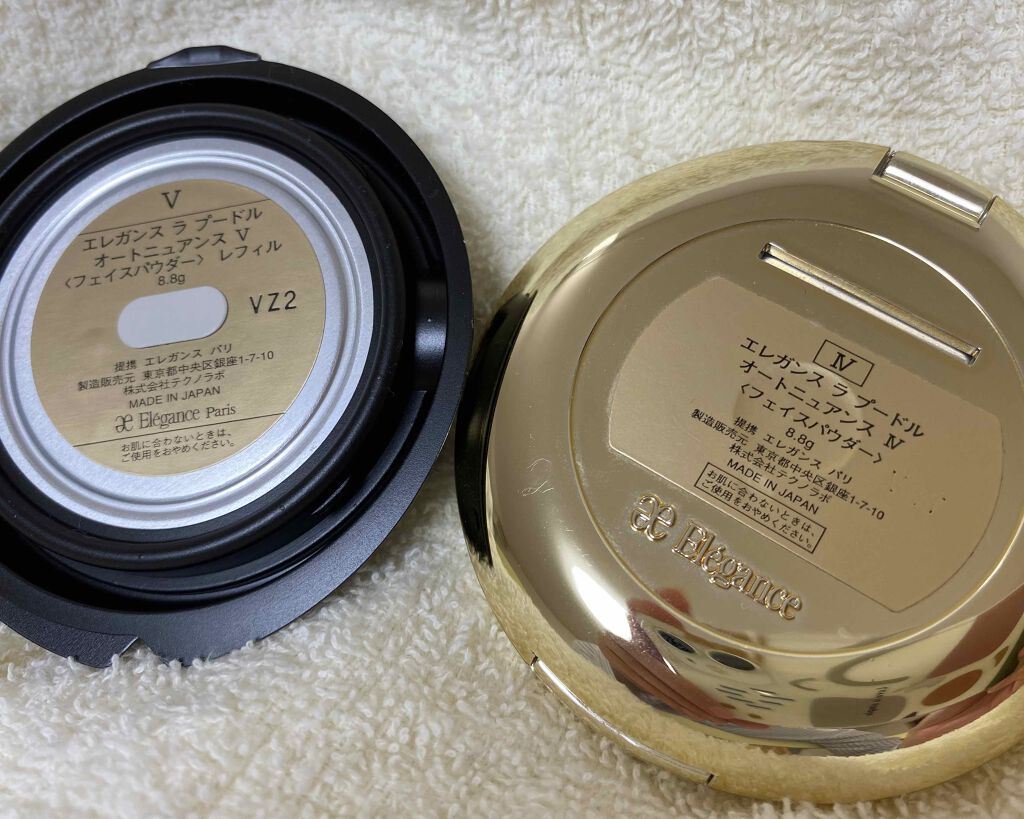 V
エレガンス ラ プードル
オートニュアンス V
〈フェイスパウダー〉 レフィル
8.8g
VZ2
提携 エレガンス パリ
製造販売元 東京都中央区銀座1-7-10
株式会社テクノラボ
MADE IN JAPAN
æ Elégance Paris
お肌に合わないときは、
ご使用をおやめください。
Ⅳ
エレガンス ラ プードル
オートニュアンス Ⅳ
〈フェイスパウダー〉
8.8g
提携 エレガンス パリ
製造販売元 東京都中央区銀座1-7-10
株式会社テクノラボ
MADE IN JAPAN
お肌に合わないときは、
ご使用をおやめください。
æ Elégance